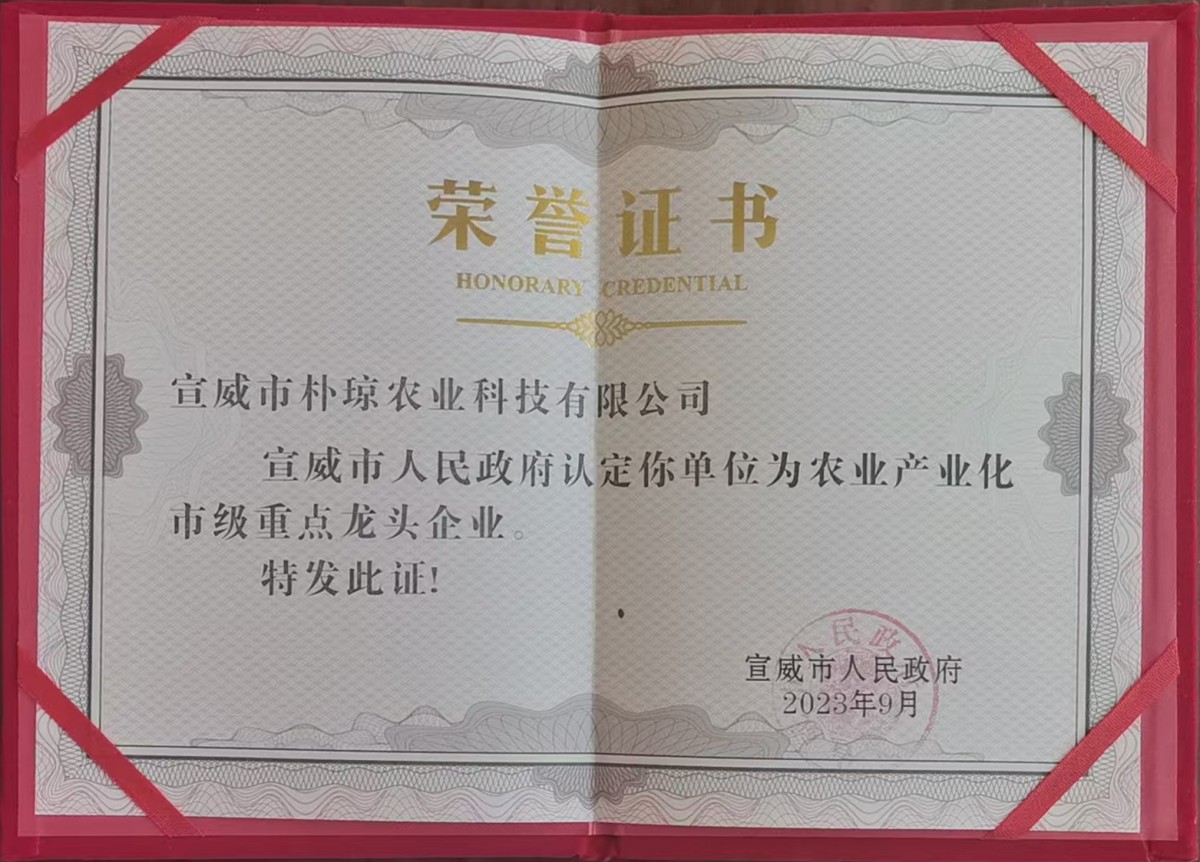 荣誉证书
HONORARY CREDENTIAL
宣威市朴琼农业科技有限公司
宣威市人民政府认定你单位为农业产业化
市级重点龙头企业。
特发此证!
人民政
宣威市人民政府
2023年9月